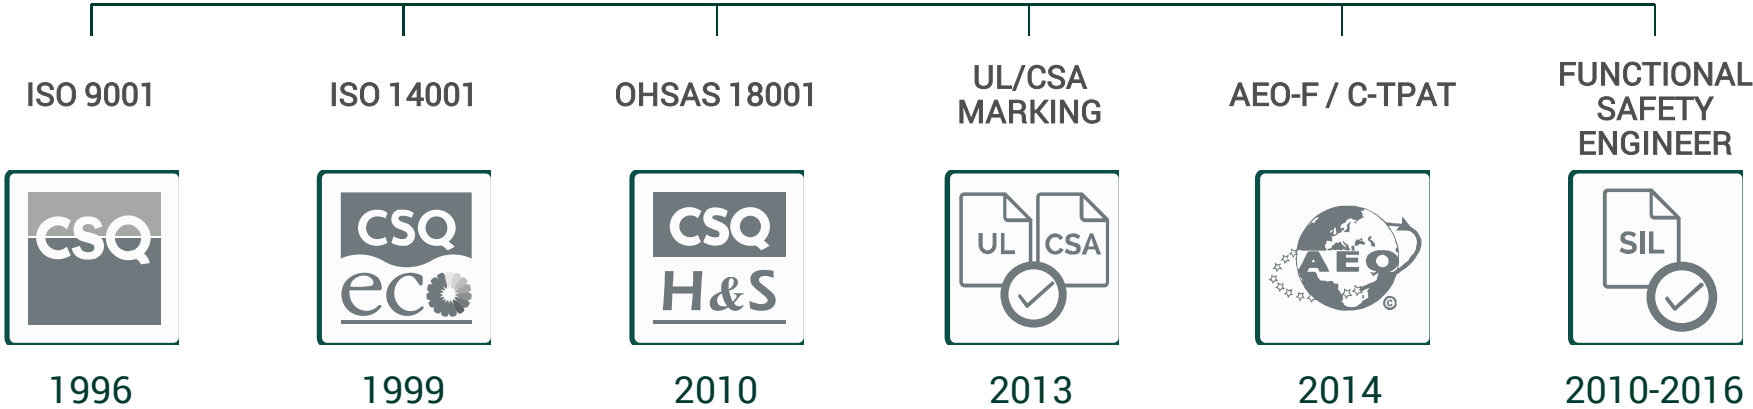 ISO 9001
ISO 14001
OHSAS 18001
UL/CSA
MARKING
AEO-F / C-TPAT
FUNCTIONAL
SAFETY
ENGINEER
CSQ
CSQ
eco
CSQ
H&S
UL
CSA
AEO
©
SIL
1996
1999
2010
2013
2014
2010-2016